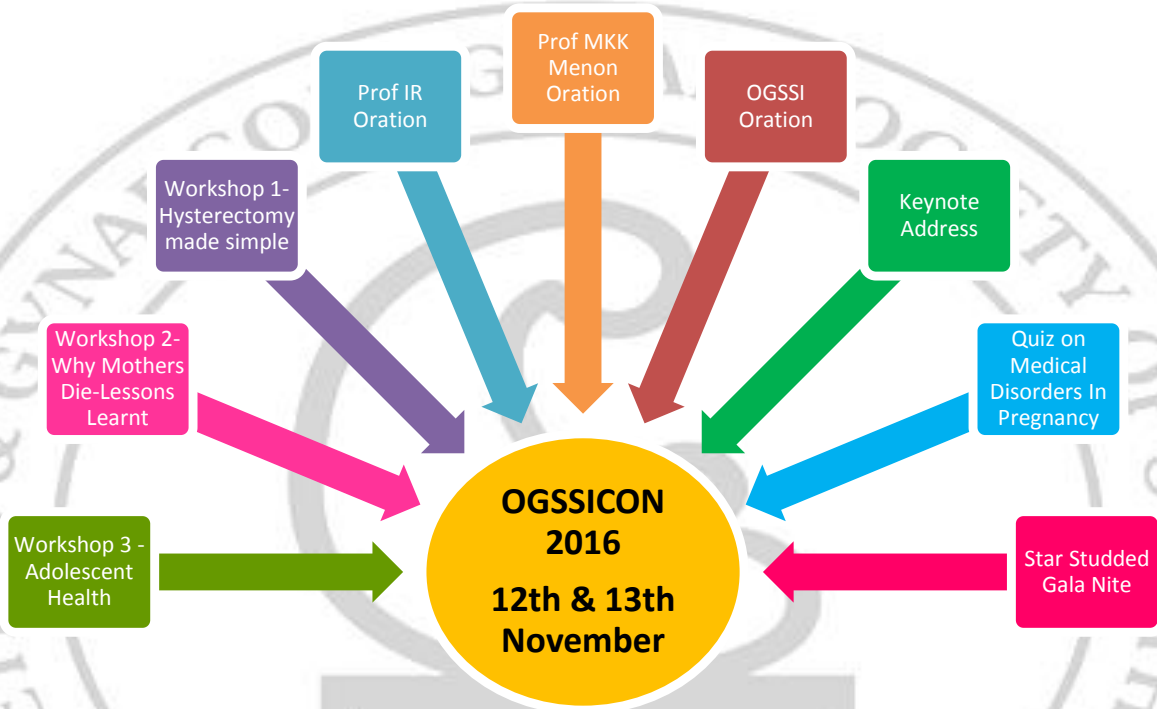 Prof MKK
Menon
Oration
Prof IR
Oration
OGSSI
Oration
Workshop 1-
Hysterectomy
made simple
Keynote
Address
Workshop 2-
Why Mothers
Die-Lessons
Learnt
Quiz on
Medical
Disorders In
Pregnancy
Workshop 3 -
Adolescent
Health
Star Studded
Gala Nite
OGSSICON
2016
12th & 13th
November